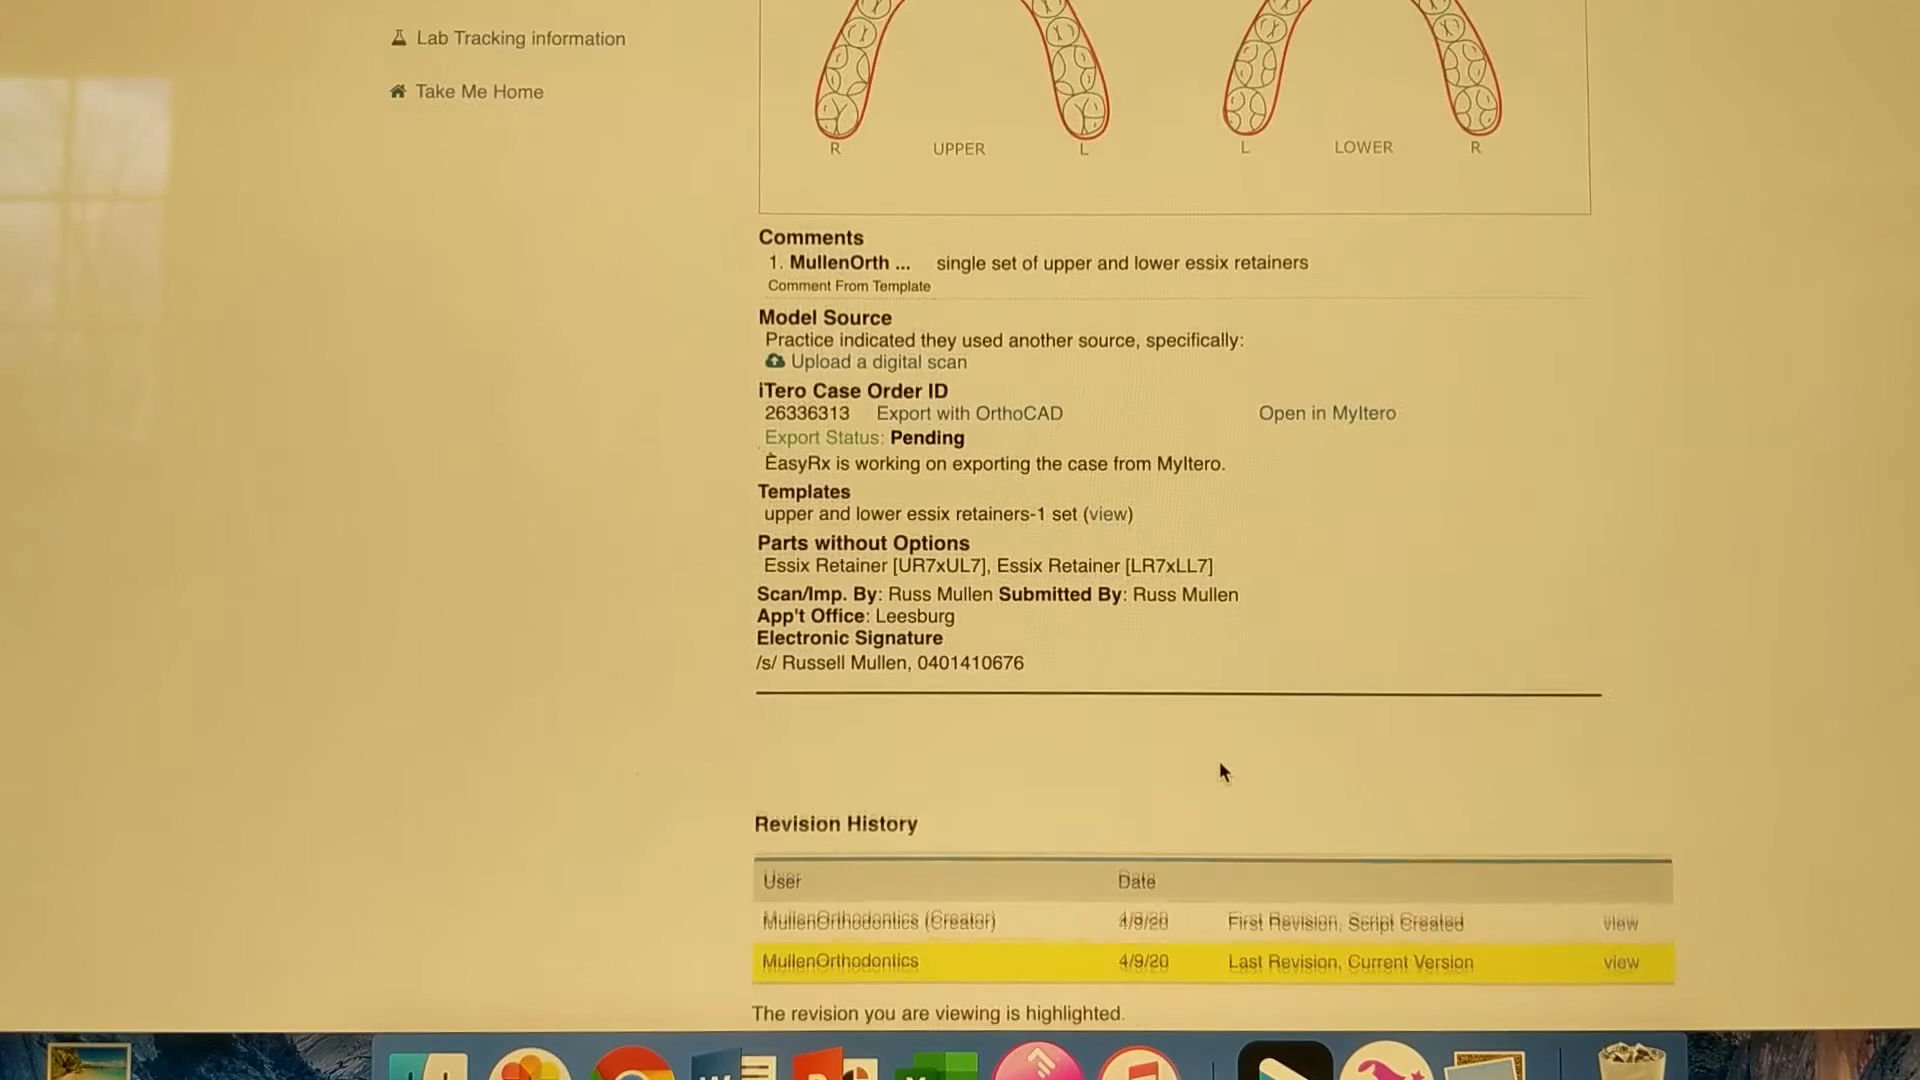 Lab Tracking information
Take Me Home
R UPPER L L LOWER R
Comments
1. MullenOrth ... single set of upper and lower essix retainers
Comment From Template
Model Source
Practice indicated they used another source, specifically:
Upload a digital scan
iTero Case Order ID
26336313 Export with OrthoCAD Open in MyItero
Export Status: Pending
EasyRx is working on exporting the case from MyItero.
Templates
upper and lower essix retainers-1 set (view)
Parts without Options
Essix Retainer [UR7xUL7], Essix Retainer [LR7xLL7]
Scan/Imp. By: Russ Mullen Submitted By: Russ Mullen
App't Office: Leesburg
Electronic Signature
/s/ Russell Mullen, 0401410676
Revision History
User Date
MullenOrthodontics (Creator) 4/9/20 First Revision, Script Created view
MullenOrthodontics 4/9/20 Last Revision, Current Version view
The revision you are viewing is highlighted.